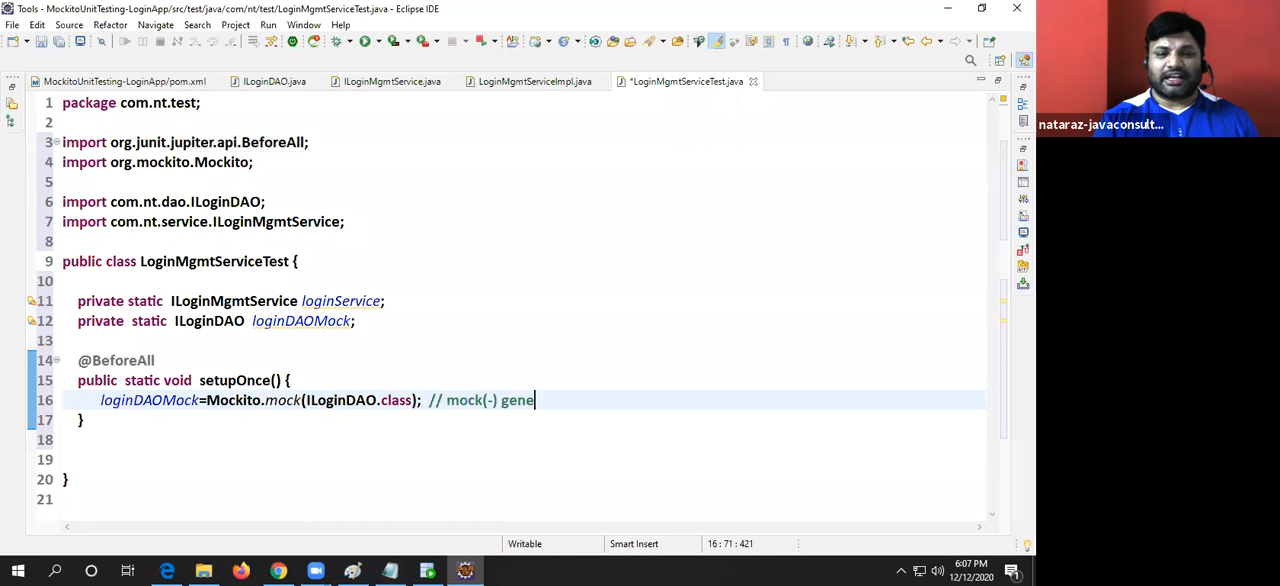 Tools - MockitoUnitTesting-LoginApp/src/test/java/com/nt/test/LoginMgmtServiceTest.java - Eclipse IDE
File Edit Source Refactor Navigate Search Project Run Window Help
MockitoUnitTesting-LoginApp/pom.xml ILoginDAO.java ILoginMgmtService.java LoginMgmtServiceImpl.java *LoginMgmtServiceTest.java
1 package com.nt.test;
2
3 import org.junit.jupiter.api.BeforeAll;
4 import org.mockito.Mockito;
5
6 import com.nt.dao.ILoginDAO;
7 import com.nt.service.ILoginMgmtService;
8
9 public class LoginMgmtServiceTest {
10
11 private static ILoginMgmtService loginService;
12 private static ILoginDAO loginDAOMock;
13
14 @BeforeAll
15 public static void setupOnce() {
16 loginDAOMock=Mockito.mock(ILoginDAO.class); // mock(-) gene
17 }
18
19
20 }
21
Writable Smart Insert 16 : 71 : 421
nataraz-javaconsult...
6:07 PM
12/12/2020